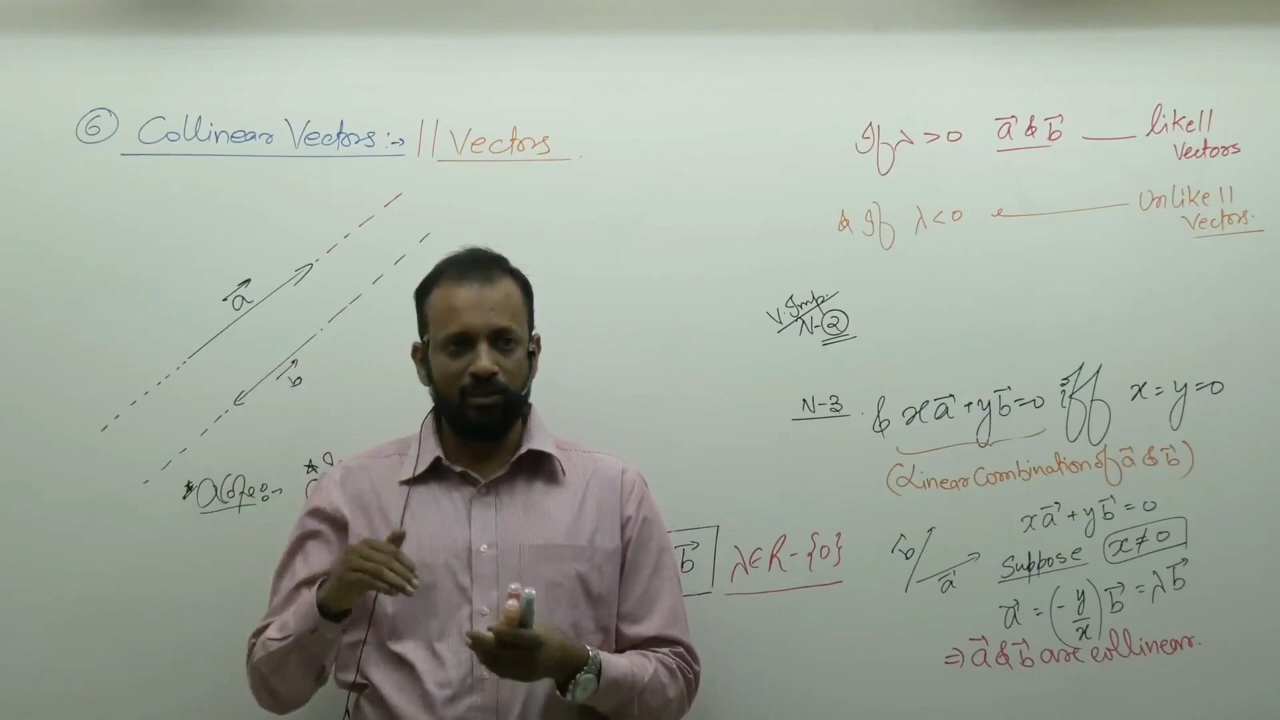 ⑥ Collinear Vectors :→ || Vectors
a⃗
b⃗
If λ > 0 a⃗ & b⃗ — like || Vectors
& If λ < 0 — Unlike || Vectors.
V. Imp.
N-②
N-3 . & xa⃗ + yb⃗ = 0 iff x = y = 0
(Linear Combination of a⃗ & b⃗)
b⃗
a⃗
xa⃗ + yb⃗ = 0
Suppose x ≠ 0
a⃗ = (-y/x) b⃗ = λb⃗
⇒ a⃗ & b⃗ are collinear.
b⃗ λ ∈ R - {0}